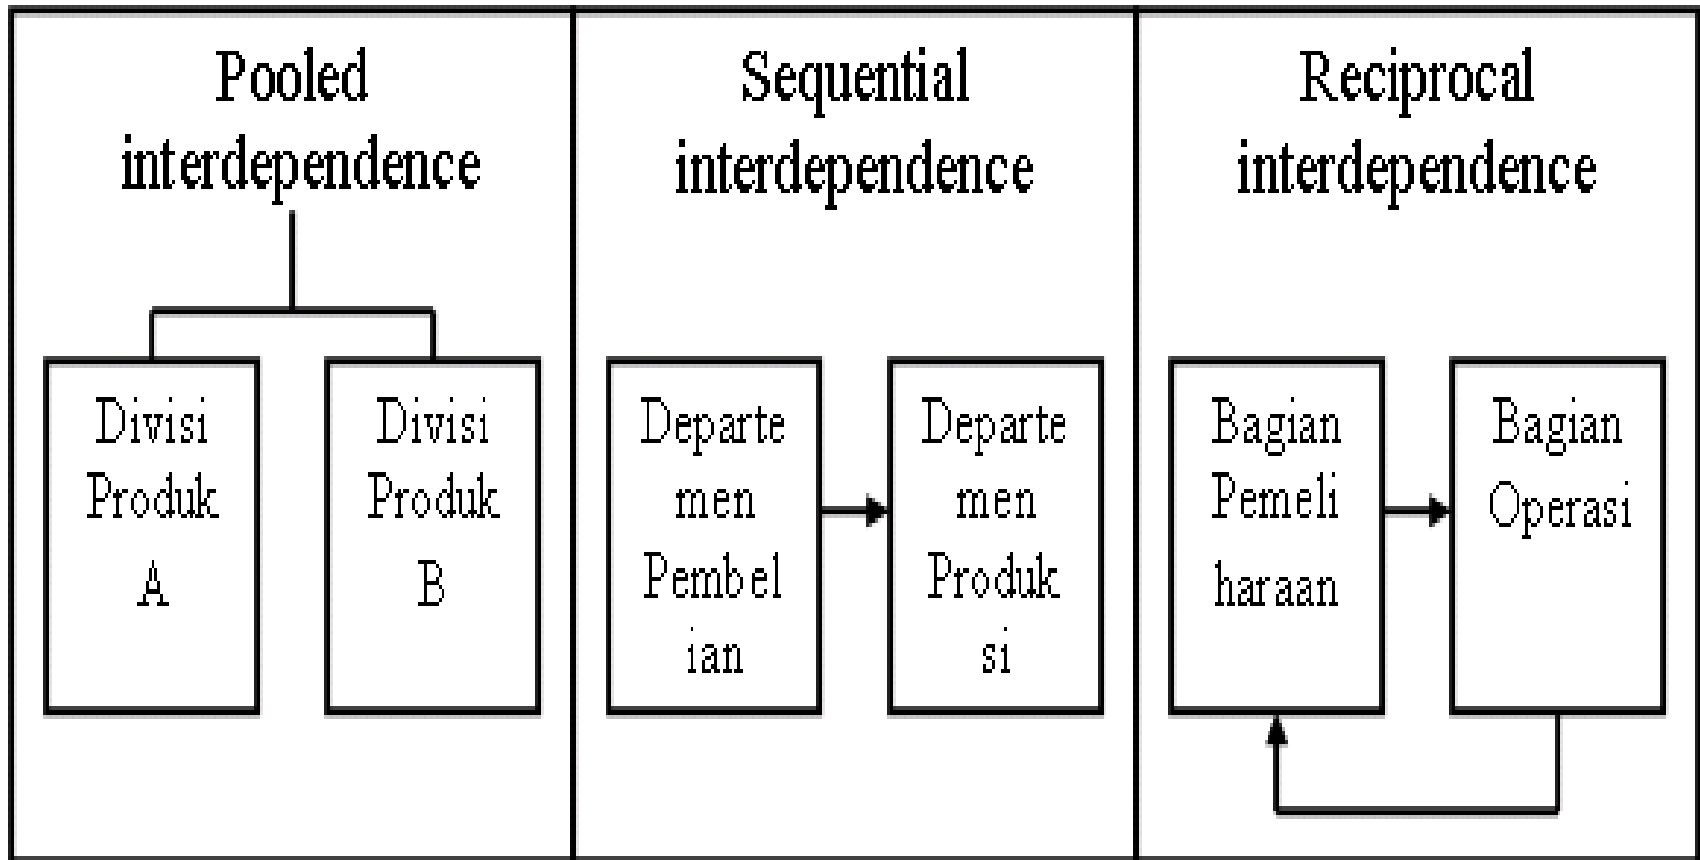 Pooled
interdependence
Divisi
Produk
A
Divisi
Produk
B
Sequential
interdependence
Departe
men
Pembel
ian
Departe
men
Produk
si
Reciprocal
interdependence
Bagian
Pemeli
haraan
Bagian
Operasi